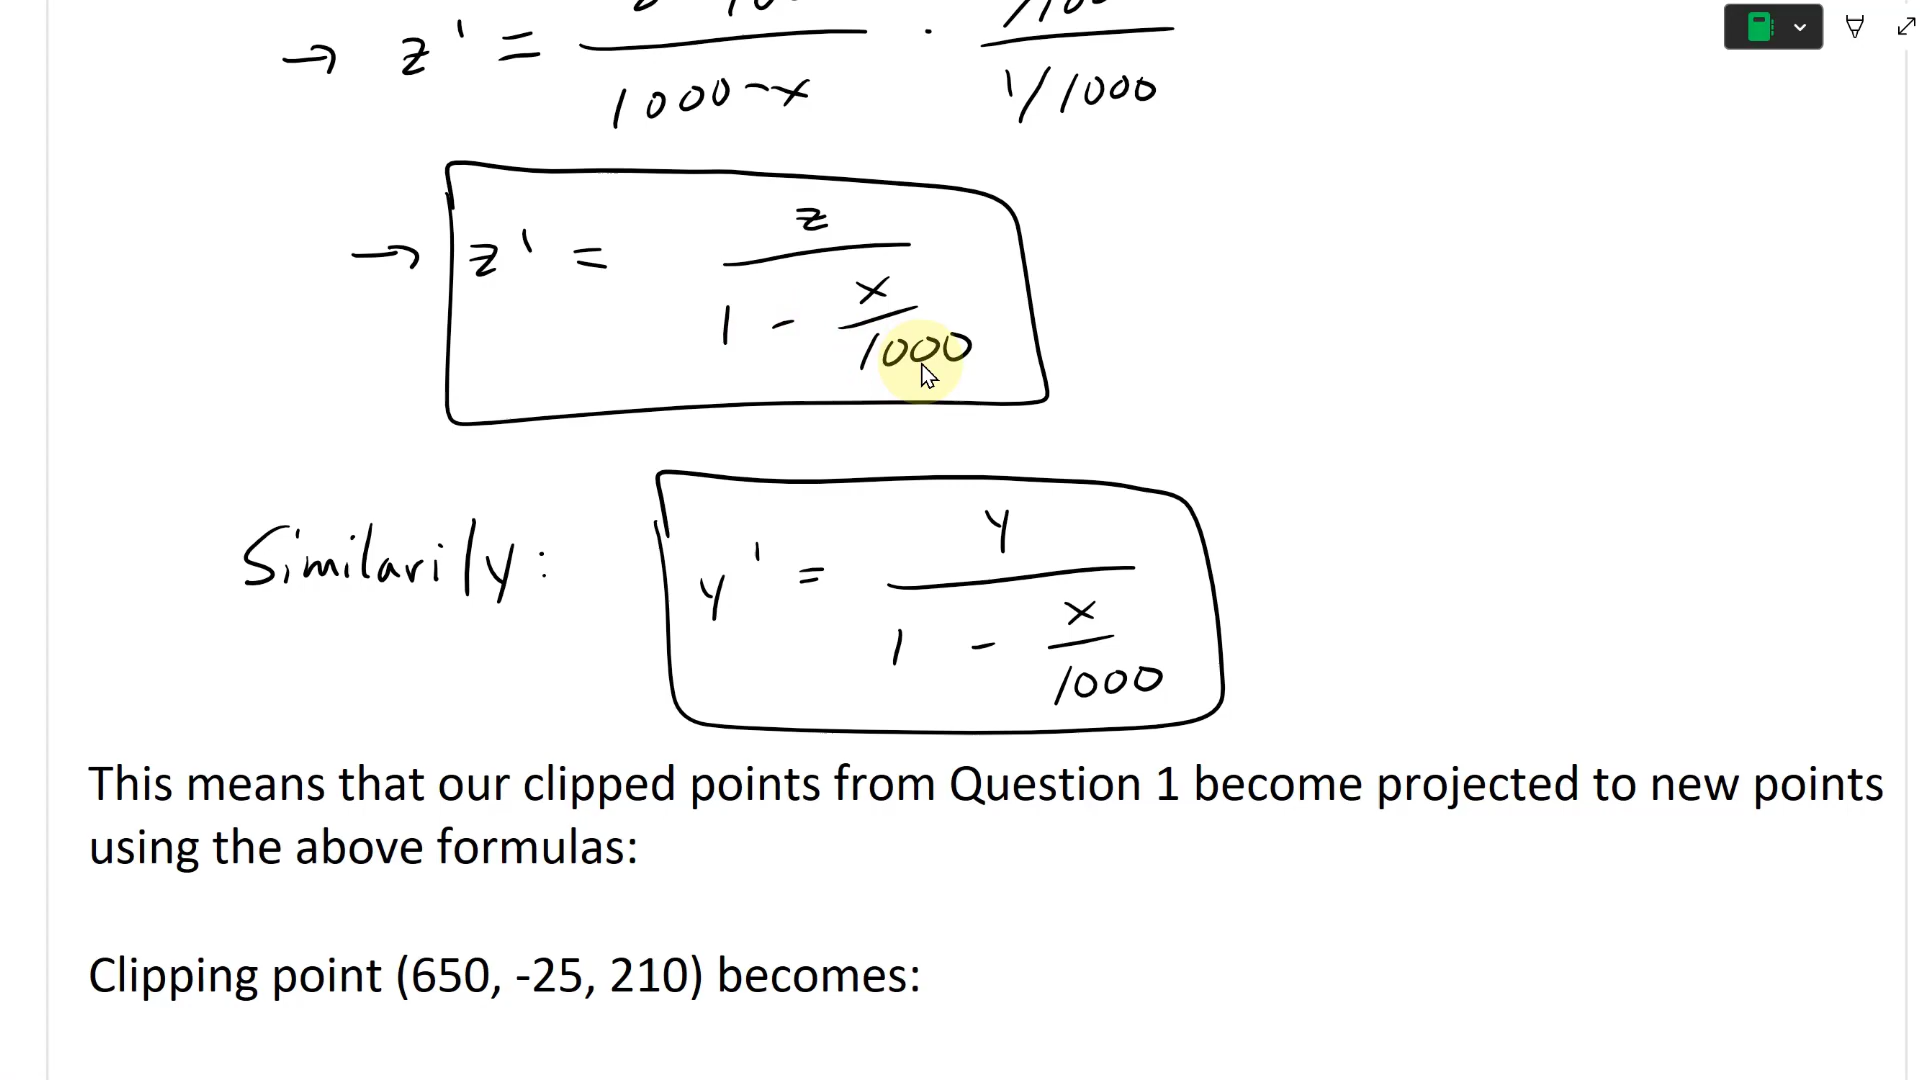 → z' = ──── · ────
1000-x 1/1000
→ z' = z / (1 - x/1000)
Similarily: y' = y / (1 - x/1000)
This means that our clipped points from Question 1 become projected to new points
using the above formulas:
Clipping point (650, -25, 210) becomes: